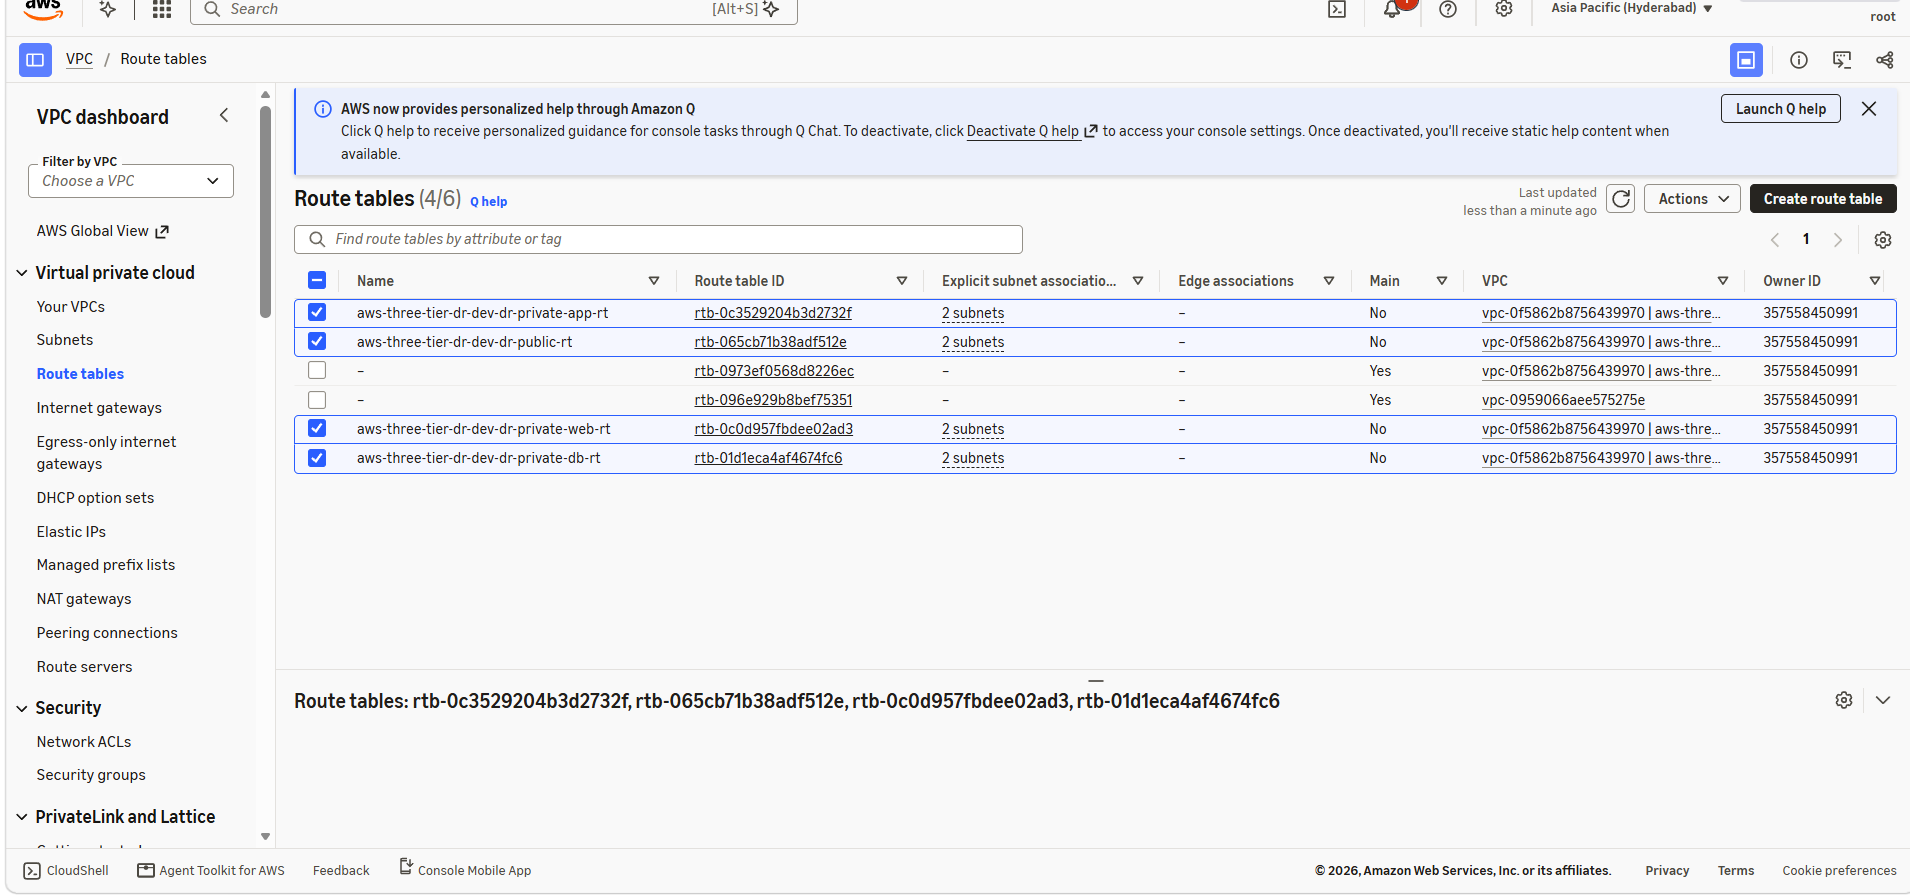 aws
Search
[Alt+S]
Asia Pacific (Hyderabad)
root
VPC / Route tables
VPC dashboard
Filter by VPC
Choose a VPC
AWS Global View
Virtual private cloud
Your VPCs
Subnets
Route tables
Internet gateways
Egress-only internet
gateways
DHCP option sets
Elastic IPs
Managed prefix lists
NAT gateways
Peering connections
Route servers
Security
Network ACLs
Security groups
PrivateLink and Lattice
AWS now provides personalized help through Amazon Q
Click Q help to receive personalized guidance for console tasks through Q Chat. To deactivate, click Deactivate Q help to access your console settings. Once deactivated, you'll receive static help content when
available.
Launch Q help
Route tables (4/6) Q help
Last updated
less than a minute ago
Actions
Create route table
Find route tables by attribute or tag
1
Name Route table ID Explicit subnet associatio... Edge associations Main VPC Owner ID
aws-three-tier-dr-dev-dr-private-app-rt rtb-0c3529204b3d2732f 2 subnets – No vpc-0f5862b8756439970 | aws-thre... 357558450991
aws-three-tier-dr-dev-dr-public-rt rtb-065cb71b38adf512e 2 subnets – No vpc-0f5862b8756439970 | aws-thre... 357558450991
– rtb-0973ef0568d8226ec – – Yes vpc-0f5862b8756439970 | aws-thre... 357558450991
– rtb-096e929b8bef75351 – – Yes vpc-0959066aee575275e 357558450991
aws-three-tier-dr-dev-dr-private-web-rt rtb-0c0d957fbdee02ad3 2 subnets – No vpc-0f5862b8756439970 | aws-thre... 357558450991
aws-three-tier-dr-dev-dr-private-db-rt rtb-01d1eca4af4674fc6 2 subnets – No vpc-0f5862b8756439970 | aws-thre... 357558450991
Route tables: rtb-0c3529204b3d2732f, rtb-065cb71b38adf512e, rtb-0c0d957fbdee02ad3, rtb-01d1eca4af4674fc6
CloudShell
Agent Toolkit for AWS
Feedback
Console Mobile App
© 2026, Amazon Web Services, Inc. or its affiliates.
Privacy
Terms
Cookie preferences